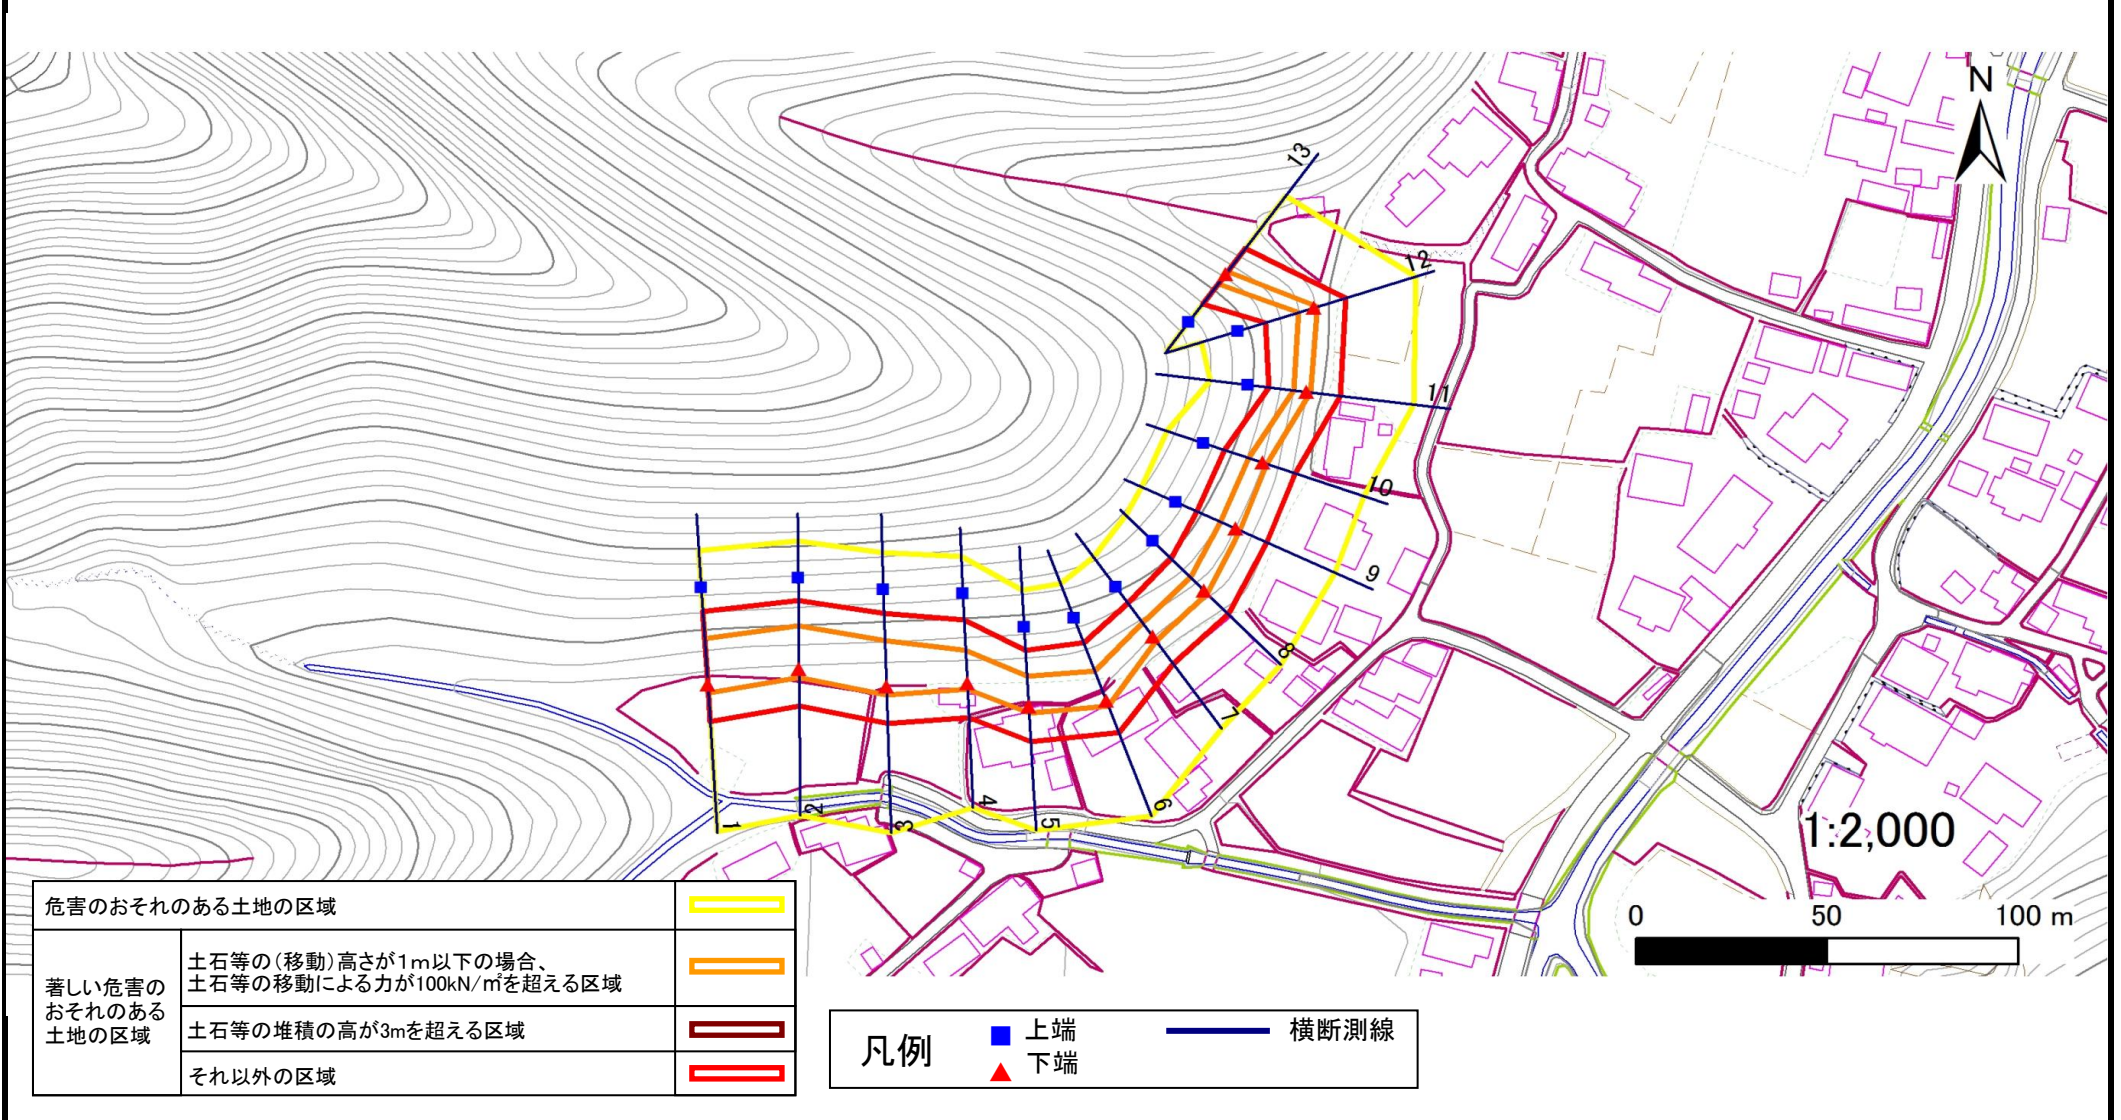 N
13
12
11
10
9
8
7
6
5
4
3
2
1
1:2,000
0 50 100 m
危害のおそれのある土地の区域
著しい危害の
おそれのある
土地の区域
土石等の(移動)高さが1m以下の場合、
土石等の移動による力が100kN/㎡を超える区域
土石等の堆積の高が3mを超える区域
それ以外の区域
凡例
上端
下端
横断測線